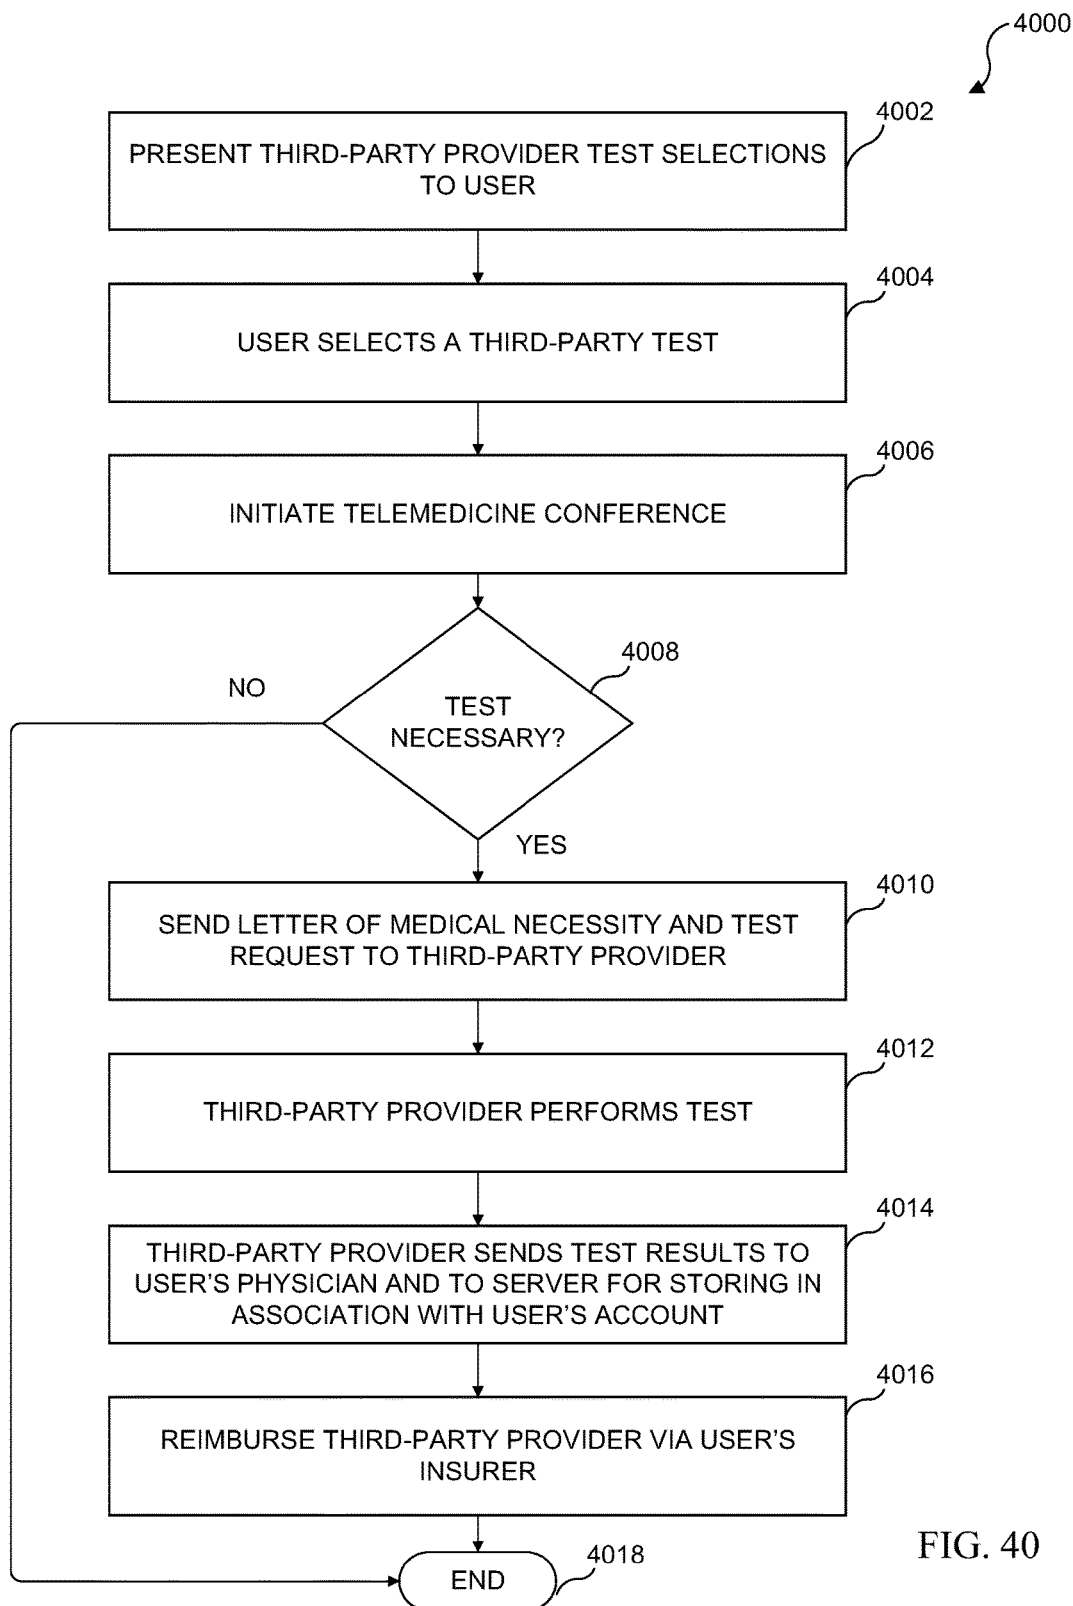 4000
4002
PRESENT THIRD-PARTY PROVIDER TEST SELECTIONS
TO USER
4004
USER SELECTS A THIRD-PARTY TEST
4006
INITIATE TELEMEDICINE CONFERENCE
4008
NO
TEST
NECESSARY?
YES
4010
SEND LETTER OF MEDICAL NECESSITY AND TEST
REQUEST TO THIRD-PARTY PROVIDER
4012
THIRD-PARTY PROVIDER PERFORMS TEST
4014
THIRD-PARTY PROVIDER SENDS TEST RESULTS TO
USER'S PHYSICIAN AND TO SERVER FOR STORING IN
ASSOCIATION WITH USER'S ACCOUNT
4016
REIMBURSE THIRD-PARTY PROVIDER VIA USER'S
INSURER
4018
END
FIG. 40